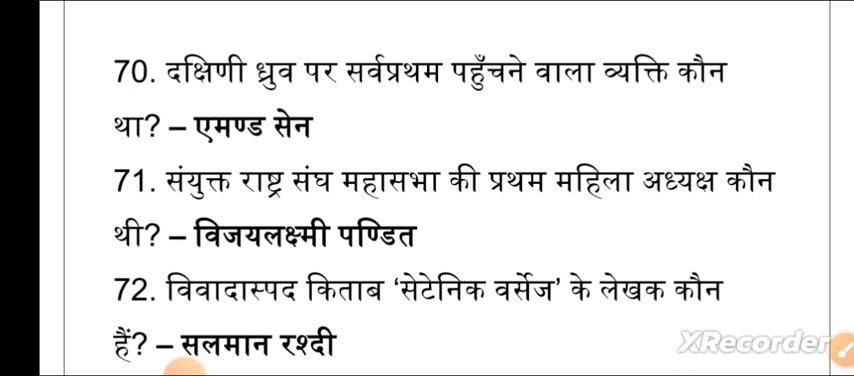 70. दक्षिणी ध्रुव पर सर्वप्रथम पहुँचने वाला व्यक्ति कौन
था? – एमण्ड सेन
71. संयुक्त राष्ट्र संघ महासभा की प्रथम महिला अध्यक्ष कौन
थी? – विजयलक्ष्मी पण्डित
72. विवादास्पद किताब ‘सेटेनिक वर्सेज’ के लेखक कौन
हैं? – सलमान रश्दी
XRecorder